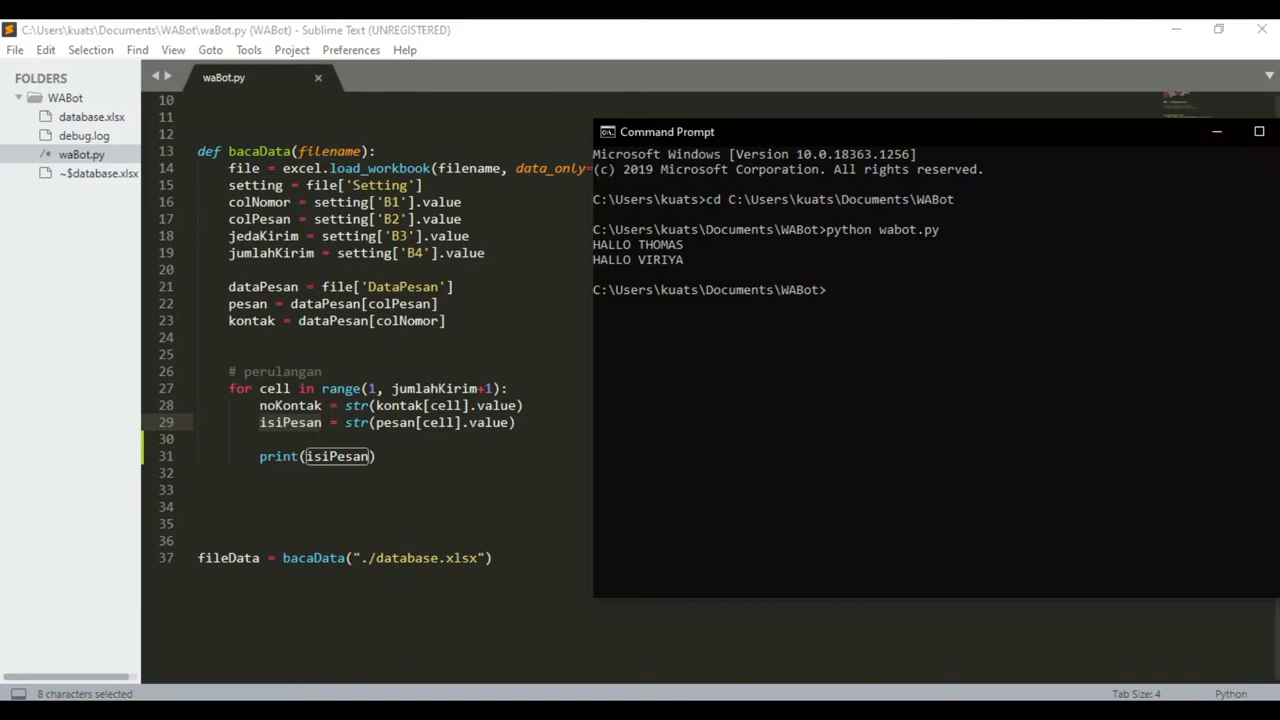 C:\Users\kuats\Documents\WABot\waBot.py (WABot) - Sublime Text (UNREGISTERED)
File Edit Selection Find View Goto Tools Project Preferences Help
FOLDERS
WABot
database.xlsx
debug.log
/* waBot.py
~$database.xlsx
waBot.py
10
11
12
13 def bacaData(filename):
14 file = excel.load_workbook(filename, data_only=
15 setting = file['Setting']
16 colNomor = setting['B1'].value
17 colPesan = setting['B2'].value
18 jedaKirim = setting['B3'].value
19 jumlahKirim = setting['B4'].value
20
21 dataPesan = file['DataPesan']
22 pesan = dataPesan[colPesan]
23 kontak = dataPesan[colNomor]
24
25
26 # perulangan
27 for cell in range(1, jumlahKirim+1):
28 noKontak = str(kontak[cell].value)
29 isiPesan = str(pesan[cell].value)
30
31 print(isiPesan)
32
33
34
35
36
37 fileData = bacaData("./database.xlsx")
Command Prompt
Microsoft Windows [Version 10.0.18363.1256]
(c) 2019 Microsoft Corporation. All rights reserved.
C:\Users\kuats>cd C:\Users\kuats\Documents\WABot
C:\Users\kuats\Documents\WABot>python wabot.py
HALLO THOMAS
HALLO VIRIYA
C:\Users\kuats\Documents\WABot>
8 characters selected
Tab Size: 4
Python